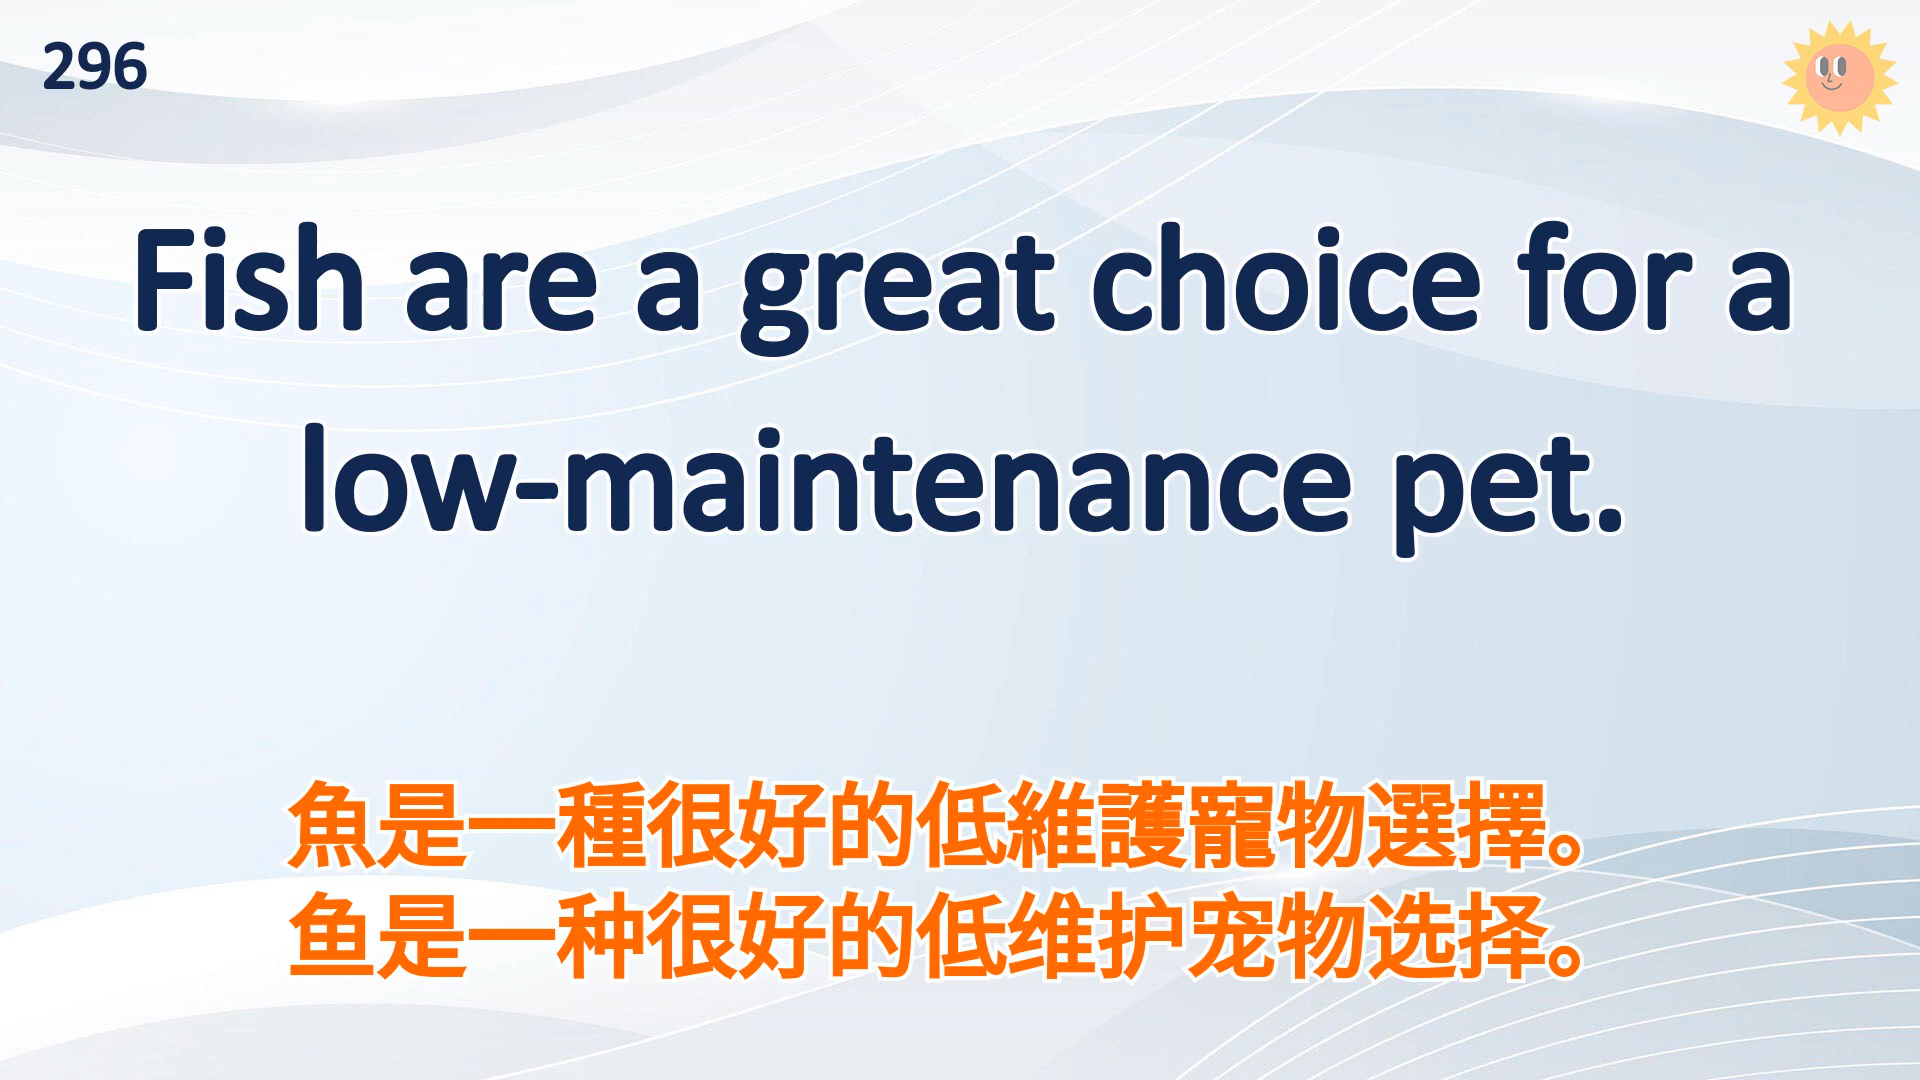 296
Fish are a great choice for a
low-maintenance pet.
魚是一種很好的低維護寵物選擇。
鱼是一种很好的低维护宠物选择。